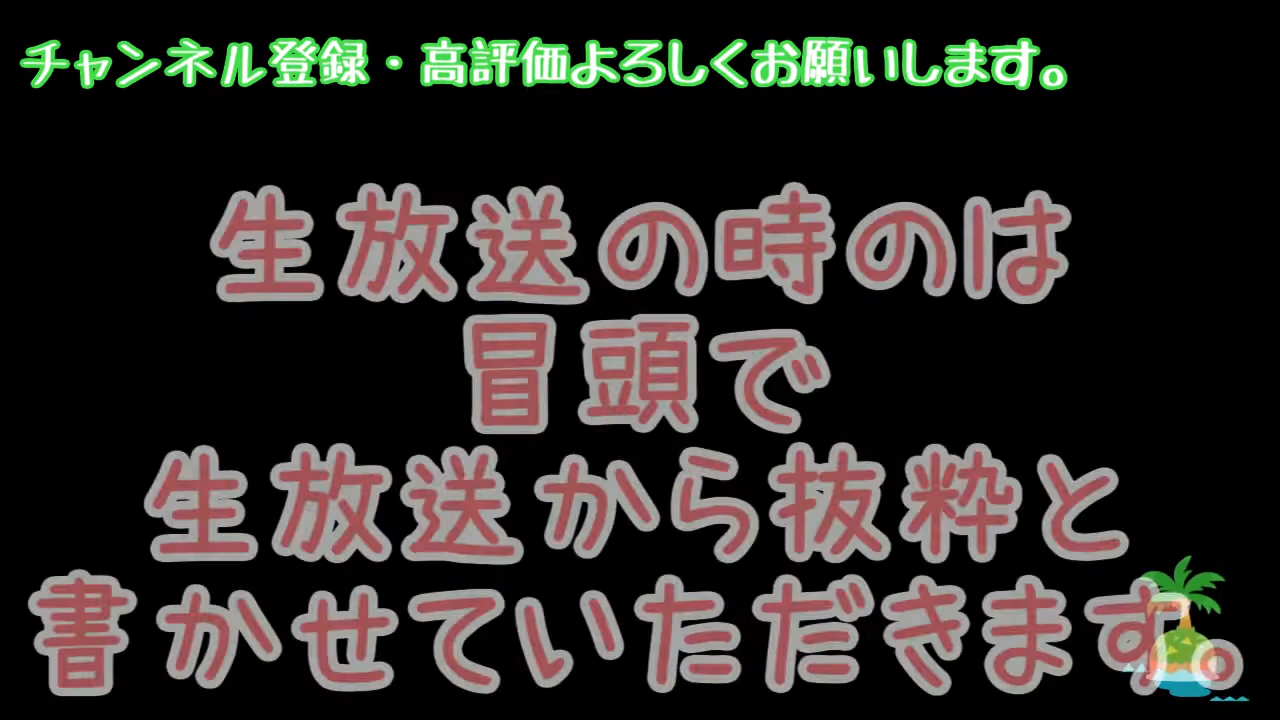 チャンネル登録・高評価よろしくお願いします。
生放送の時のは
冒頭で
生放送から抜粋と
書かせていただきます。